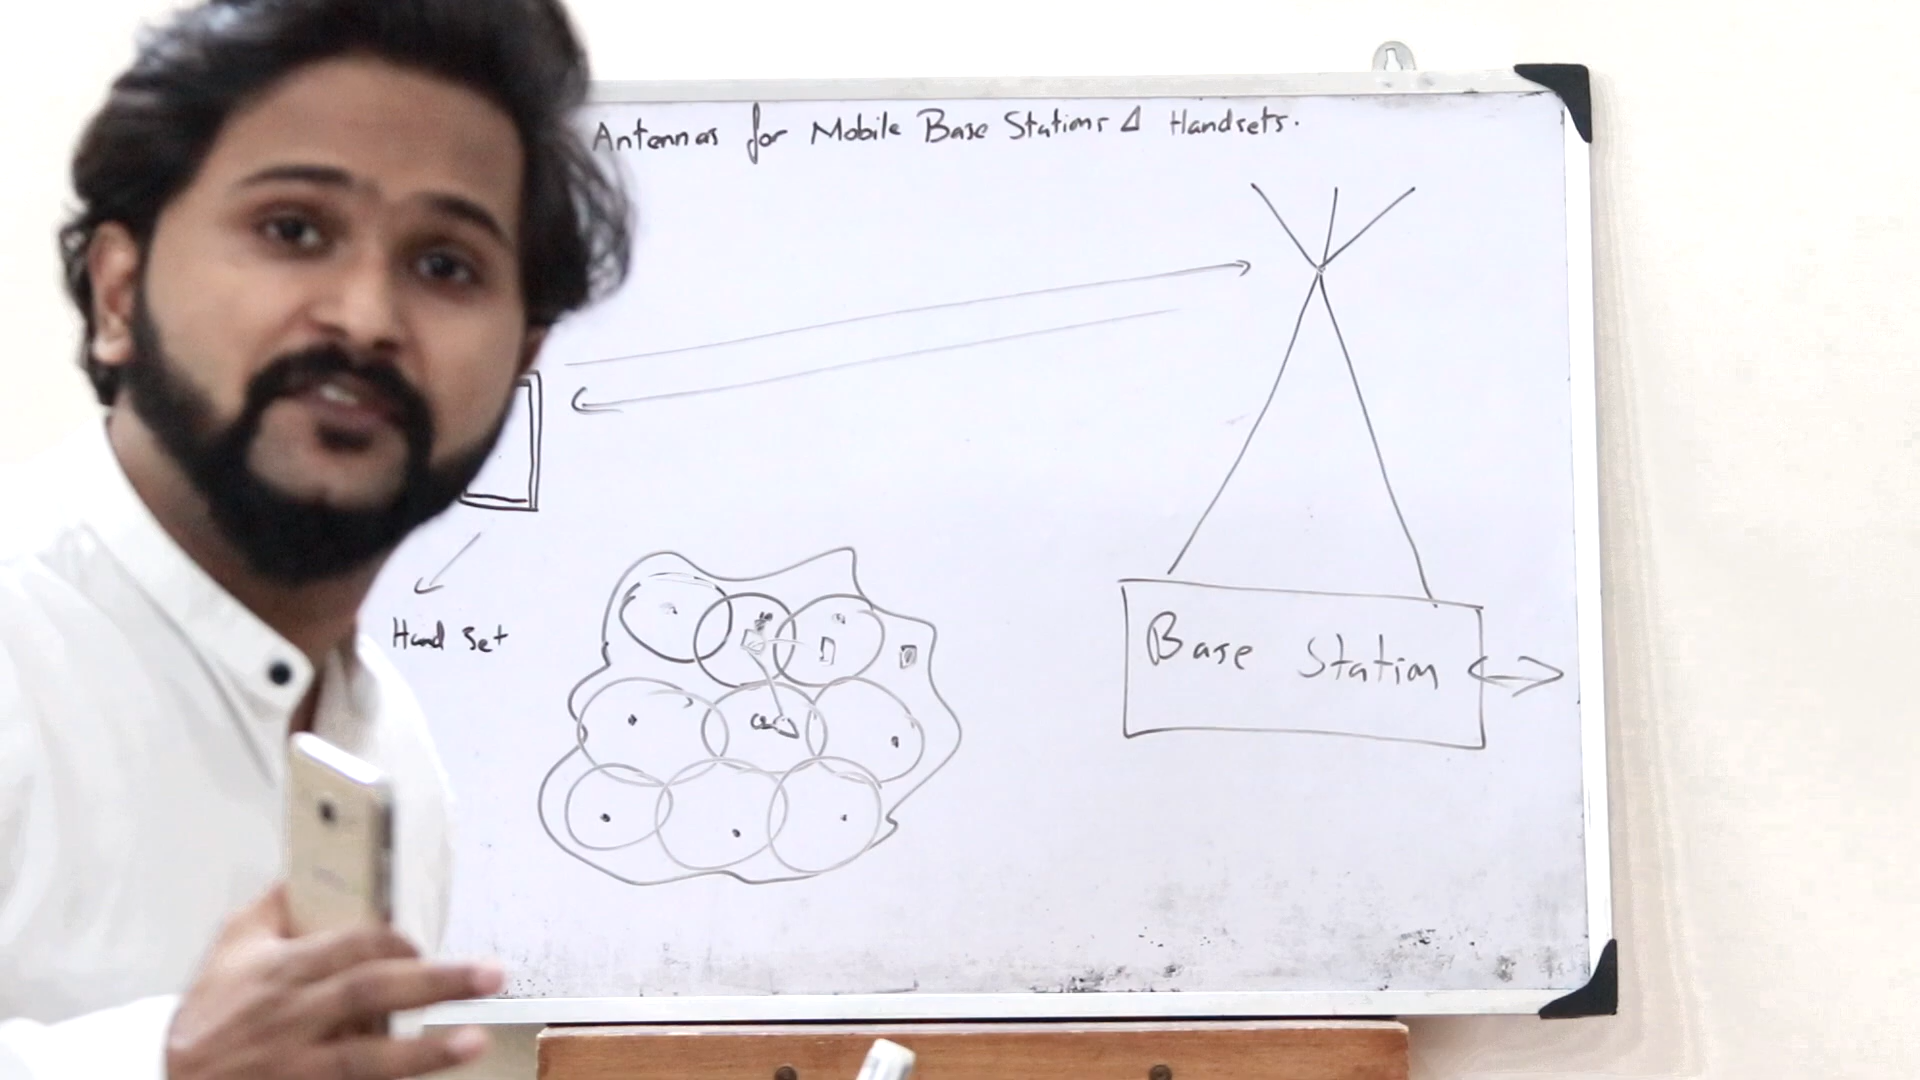 Antennas for Mobile Base Stations & Handsets.
Hand Set
Base Station